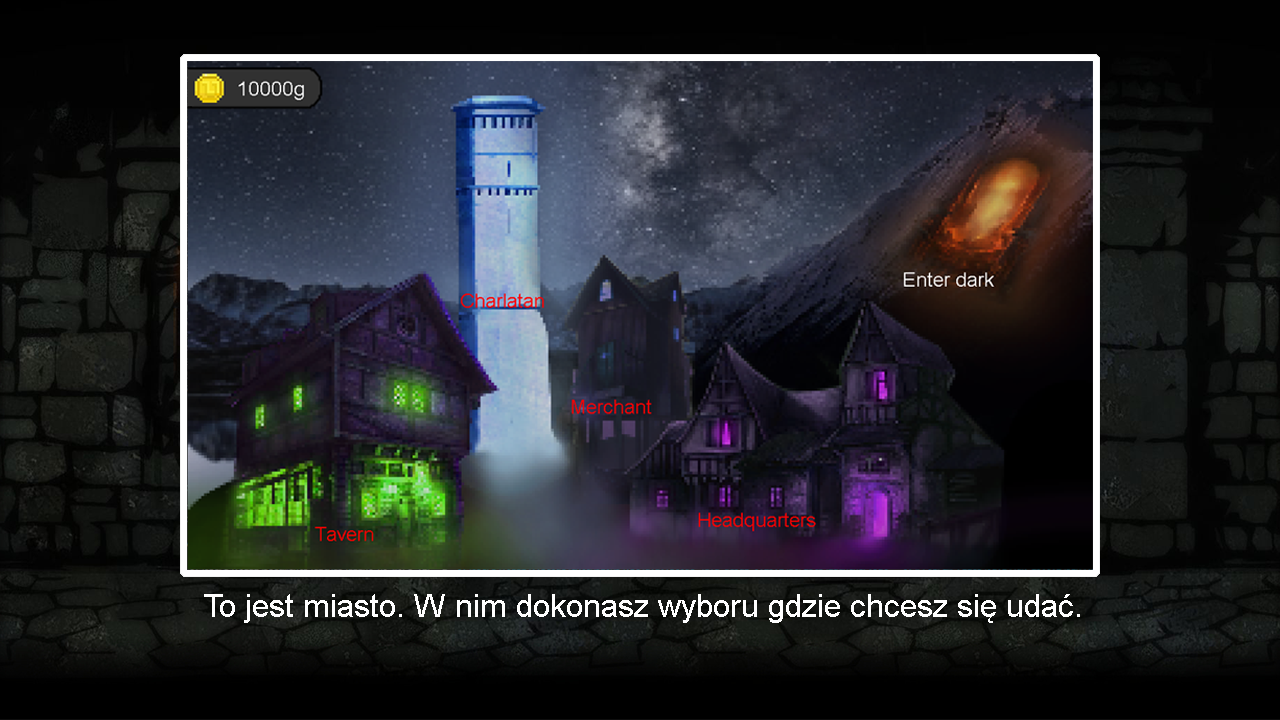 10000g
Charlatan
Enter dark
Merchant
Headquarters
Tavern
To jest miasto. W nim dokonasz wyboru gdzie chcesz się udać.